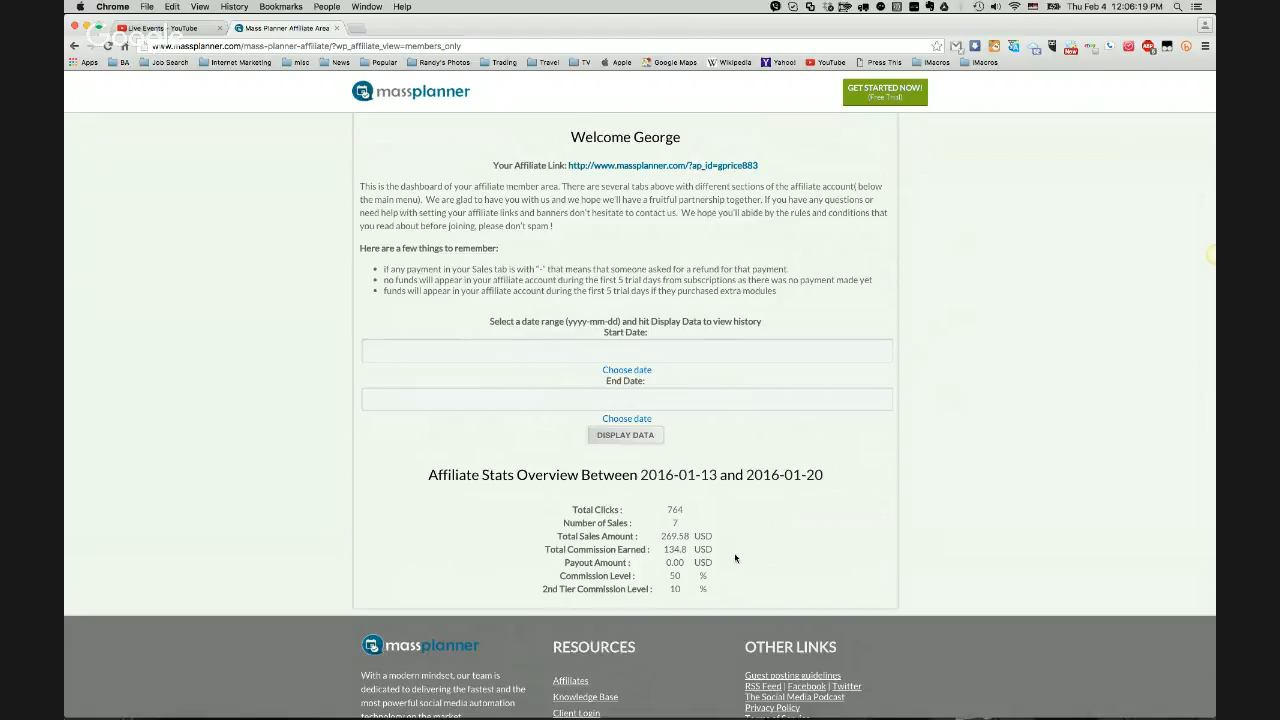 Chrome File Edit View History Bookmarks People Window Help Thu Feb 4 12:06:19 PM
Live Events - YouTube Mass Planner Affiliate Area
Google
www.massplanner.com/mass-planner-affiliate/?wp_affiliate_view=members_only
Apps BA Job Search Internet Marketing misc News Popular Randy's Photos Trading Travel TV Apple Google Maps Wikipedia Yahoo! YouTube Press This iMacros iMacros
massplanner
GET STARTED NOW!
(Free Trial)
Welcome George
Your Affiliate Link: http://www.massplanner.com/?ap_id=gprice883
This is the dashboard of your affiliate member area. There are several tabs above with different sections of the affiliate account( below
the main menu). We are glad to have you with us and we hope we'll have a fruitful partnership together. If you have any questions or
need help with setting your affiliate links and banners don't hesitate to contact us. We hope you'll abide by the rules and conditions that
you read about before joining, please don't spam !
Here are a few things to remember:
if any payment in your Sales tab is with "-" that means that someone asked for a refund for that payment.
no funds will appear in your affiliate account during the first 5 trial days from subscriptions as there was no payment made yet
funds will appear in your affiliate account during the first 5 trial days if they purchased extra modules
Select a date range (yyyy-mm-dd) and hit Display Data to view history
Start Date:
Choose date
End Date:
Choose date
DISPLAY DATA
Affiliate Stats Overview Between 2016-01-13 and 2016-01-20
Total Clicks : 764
Number of Sales : 7
Total Sales Amount : 269.58 USD
Total Commission Earned : 134.8 USD
Payout Amount : 0.00 USD
Commission Level : 50 %
2nd Tier Commission Level : 10 %
massplanner
With a modern mindset, our team is
dedicated to delivering the fastest and the
most powerful social media automation
technology on the market
RESOURCES
Affiliates
Knowledge Base
Client Login
OTHER LINKS
Guest posting guidelines
RSS Feed | Facebook | Twitter
The Social Media Podcast
Privacy Policy
Terms of Service